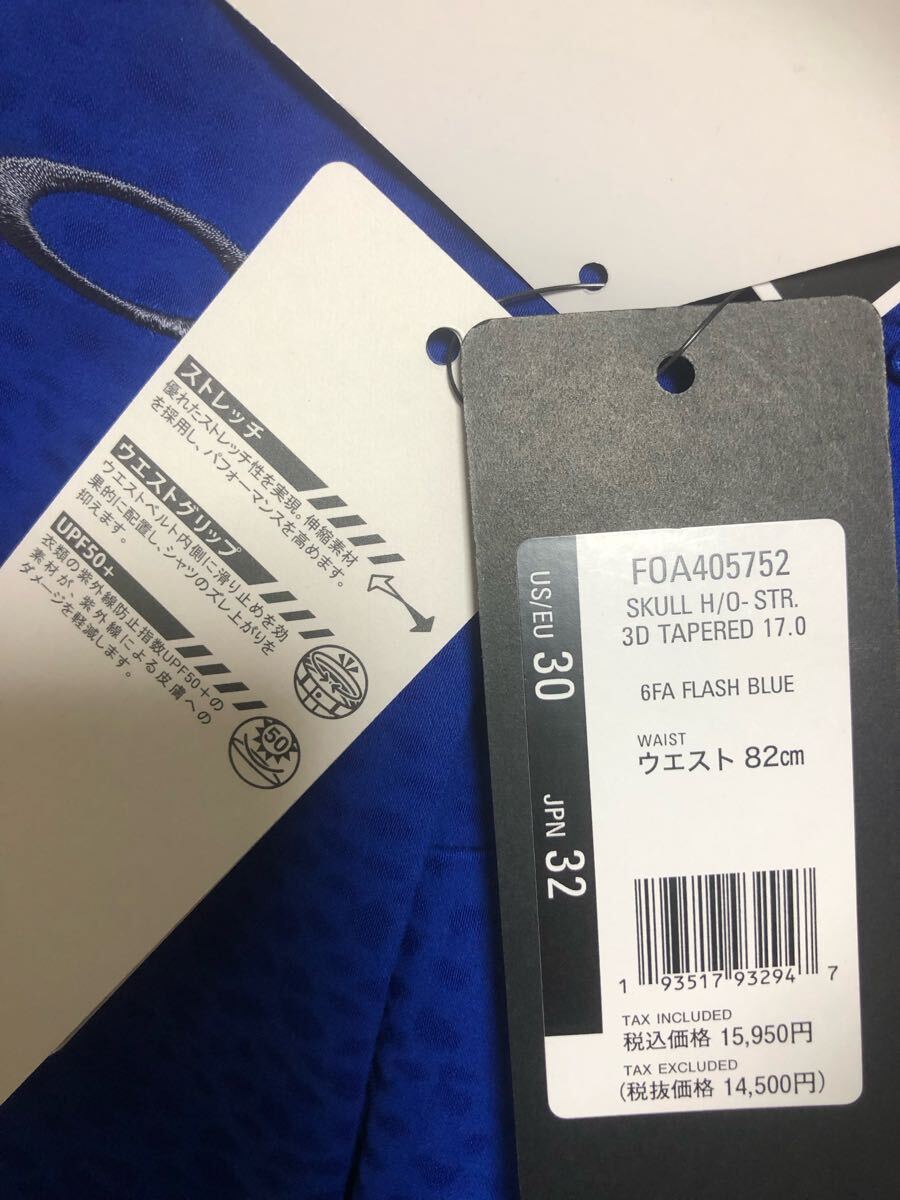 ストレッチ
優れたストレッチ性を実現。伸縮素材
を採用し、パフォーマンスを高めます。
ウエストグリップ
ウエストベルト内側に滑り止めを効
果的に配置し、シャツのズレ上がりを
抑えます。
UPF50+
衣類の紫外線防止指数UPF50+の
素材が、紫外線による皮膚への
ダメージを軽減します。
50
US/EU 30
JPN 32
FOA405752
SKULL H/O- STR.
3D TAPERED 17.0
6FA FLASH BLUE
WAIST
ウエスト 82cm
1 93517 93294 7
TAX INCLUDED
税込価格 15,950円
TAX EXCLUDED
(税抜価格 14,500円)